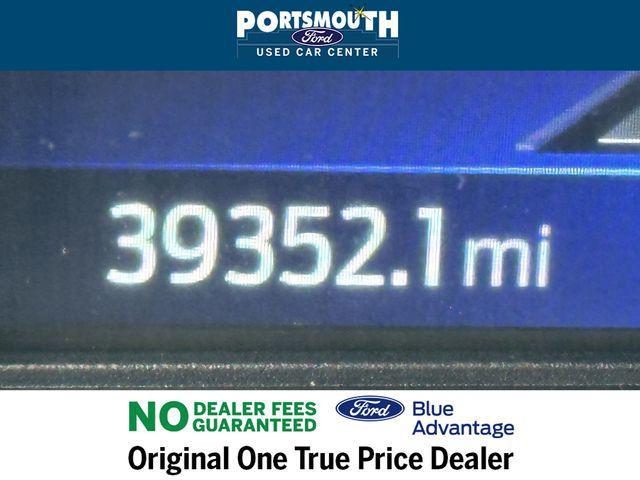 PORTSMOUTH
Ford
USED CAR CENTER
39352.1 mi
NO DEALER FEES
GUARANTEED
Ford Blue
Advantage
Original One True Price Dealer